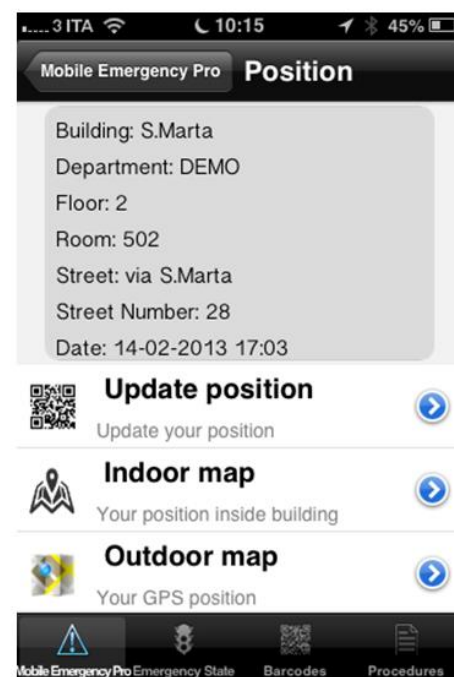 3 ITA 10:15 45%
Mobile Emergency Pro Position
Building: S.Marta
Department: DEMO
Floor: 2
Room: 502
Street: via S.Marta
Street Number: 28
Date: 14-02-2013 17:03
Update position
Update your position
Indoor map
Your position inside building
Outdoor map
Your GPS position
Mobile Emergency Pro Emergency State Barcodes Procedures